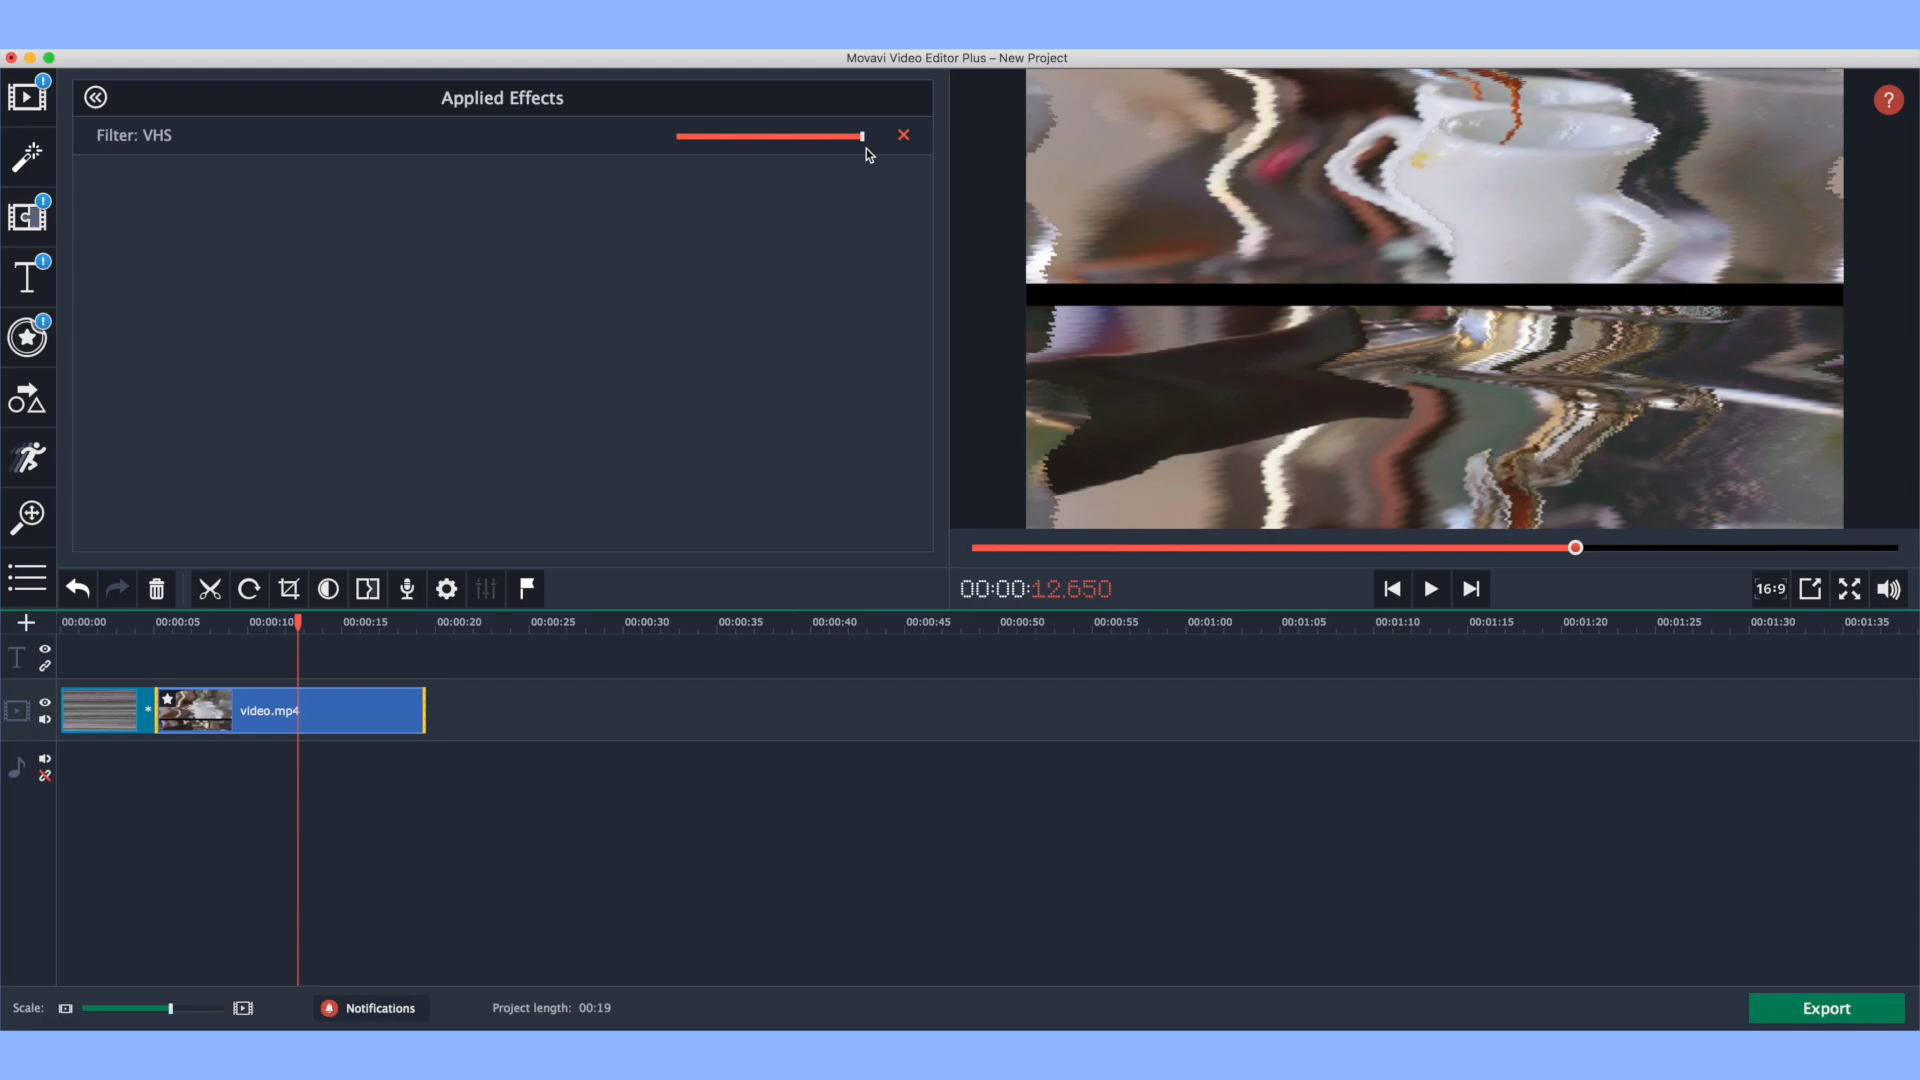 Movavi Video Editor Plus – New Project
Applied Effects
Filter: VHS
?
T
00:00:12.650
16:9
00:00:00 00:00:05 00:00:10 00:00:15 00:00:20 00:00:25 00:00:30 00:00:35 00:00:40 00:00:45 00:00:50 00:00:55 00:01:00 00:01:05 00:01:10 00:01:15 00:01:20 00:01:25 00:01:30 00:01:35
T
video.mp4
Scale:
Notifications
Project length: 00:19
Export